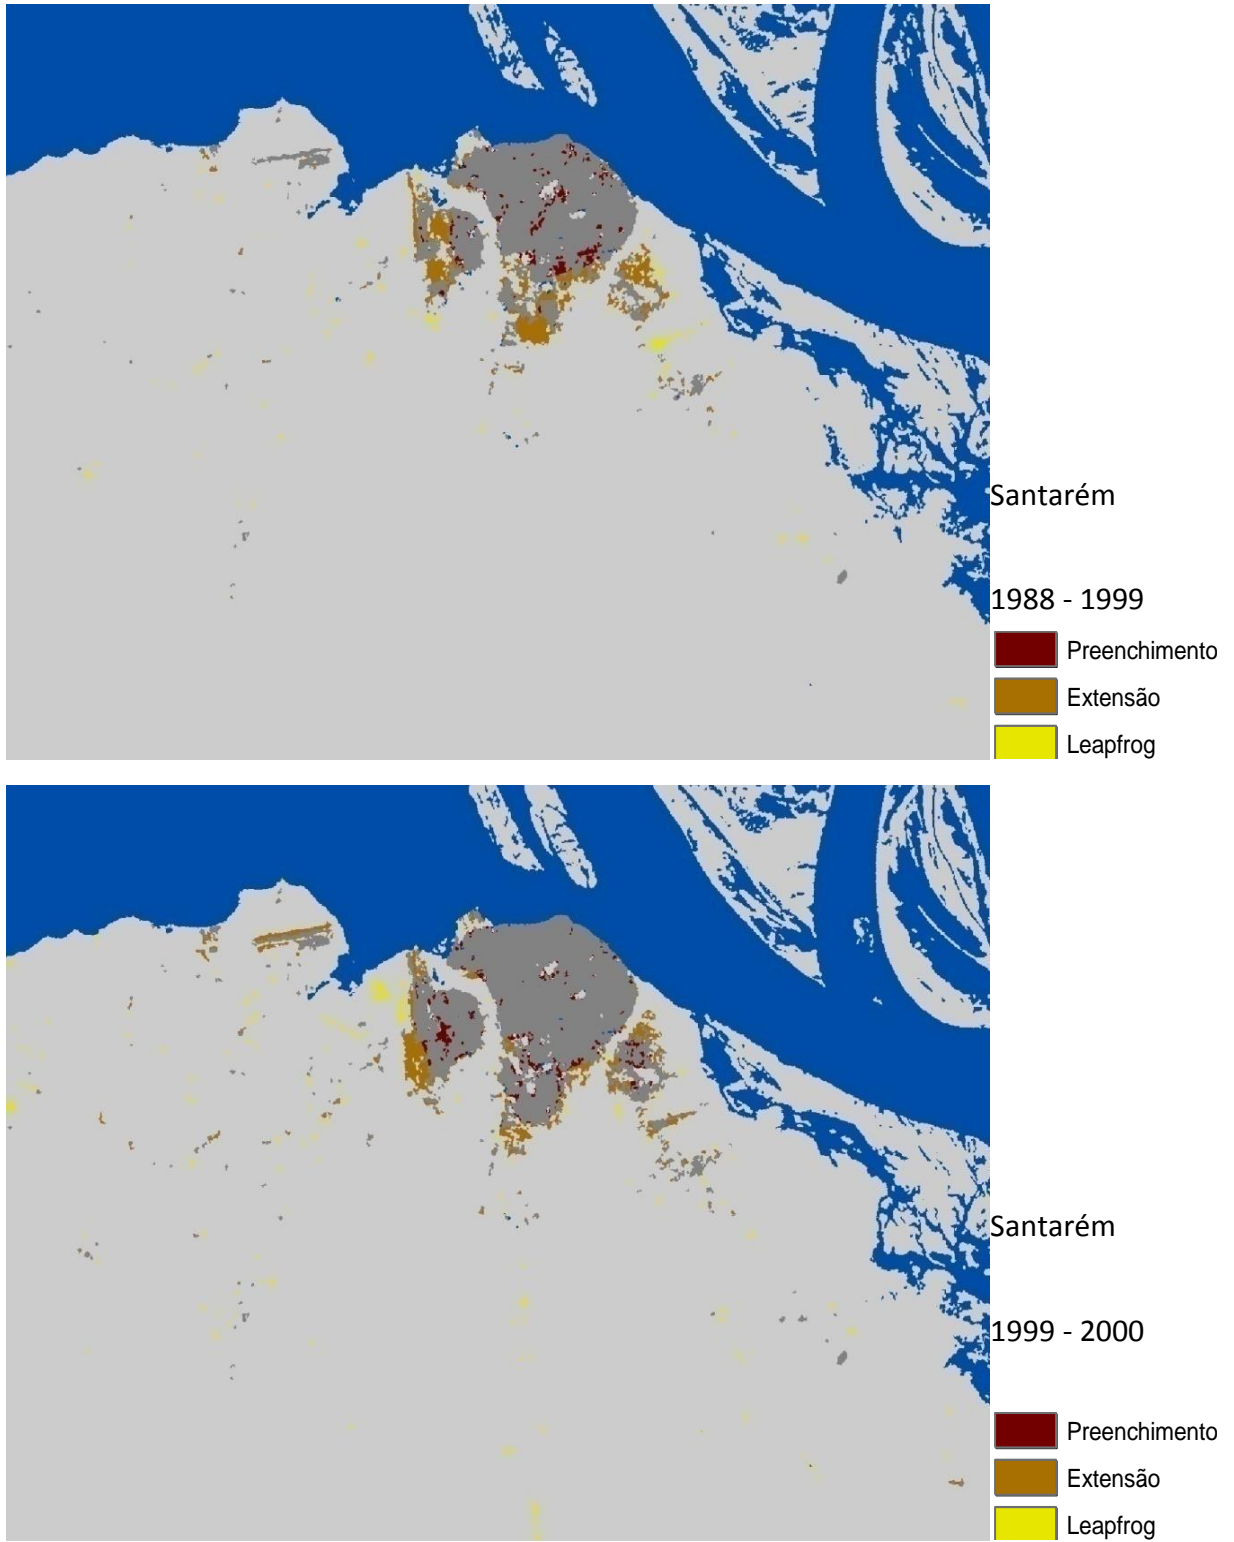 Santarém
1988 - 1999
Preenchimento
Extensão
Leapfrog
Santarém
1999 - 2000
Preenchimento
Extensão
Leapfrog